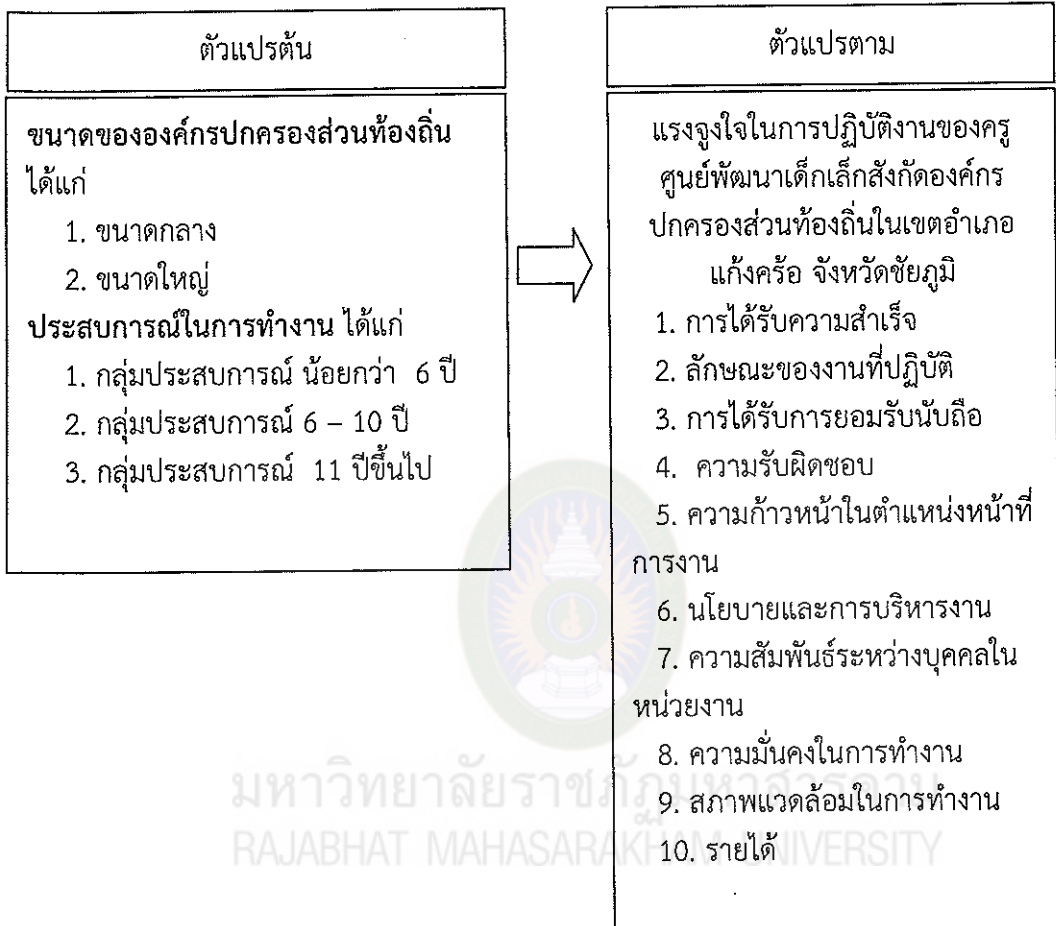 ตัวแปรต้น
ขนาดขององค์กรปกครองส่วนท้องถิ่น
ได้แก่
1. ขนาดกลาง
2. ขนาดใหญ่
ประสบการณ์ในการทำงาน ได้แก่
1. กลุ่มประสบการณ์ น้อยกว่า 6 ปี
2. กลุ่มประสบการณ์ 6 – 10 ปี
3. กลุ่มประสบการณ์ 11 ปีขึ้นไป
ตัวแปรตาม
แรงจูงใจในการปฏิบัติงานของครู
ศูนย์พัฒนาเด็กเล็กสังกัดองค์กร
ปกครองส่วนท้องถิ่นในเขตอำเภอ
แก้งคร้อ จังหวัดชัยภูมิ
1. การได้รับความสำเร็จ
2. ลักษณะของงานที่ปฏิบัติ
3. การได้รับการยอมรับนับถือ
4. ความรับผิดชอบ
5. ความก้าวหน้าในตำแหน่งหน้าที่
การงาน
6. นโยบายและการบริหารงาน
7. ความสัมพันธ์ระหว่างบุคคลใน
หน่วยงาน
8. ความมั่นคงในการทำงาน
9. สภาพแวดล้อมในการทำงาน
10. รายได้
มหาวิทยาลัยราชภัฏมหาสารคาม
RAJABHAT MAHASARAKHAM UNIVERSITY